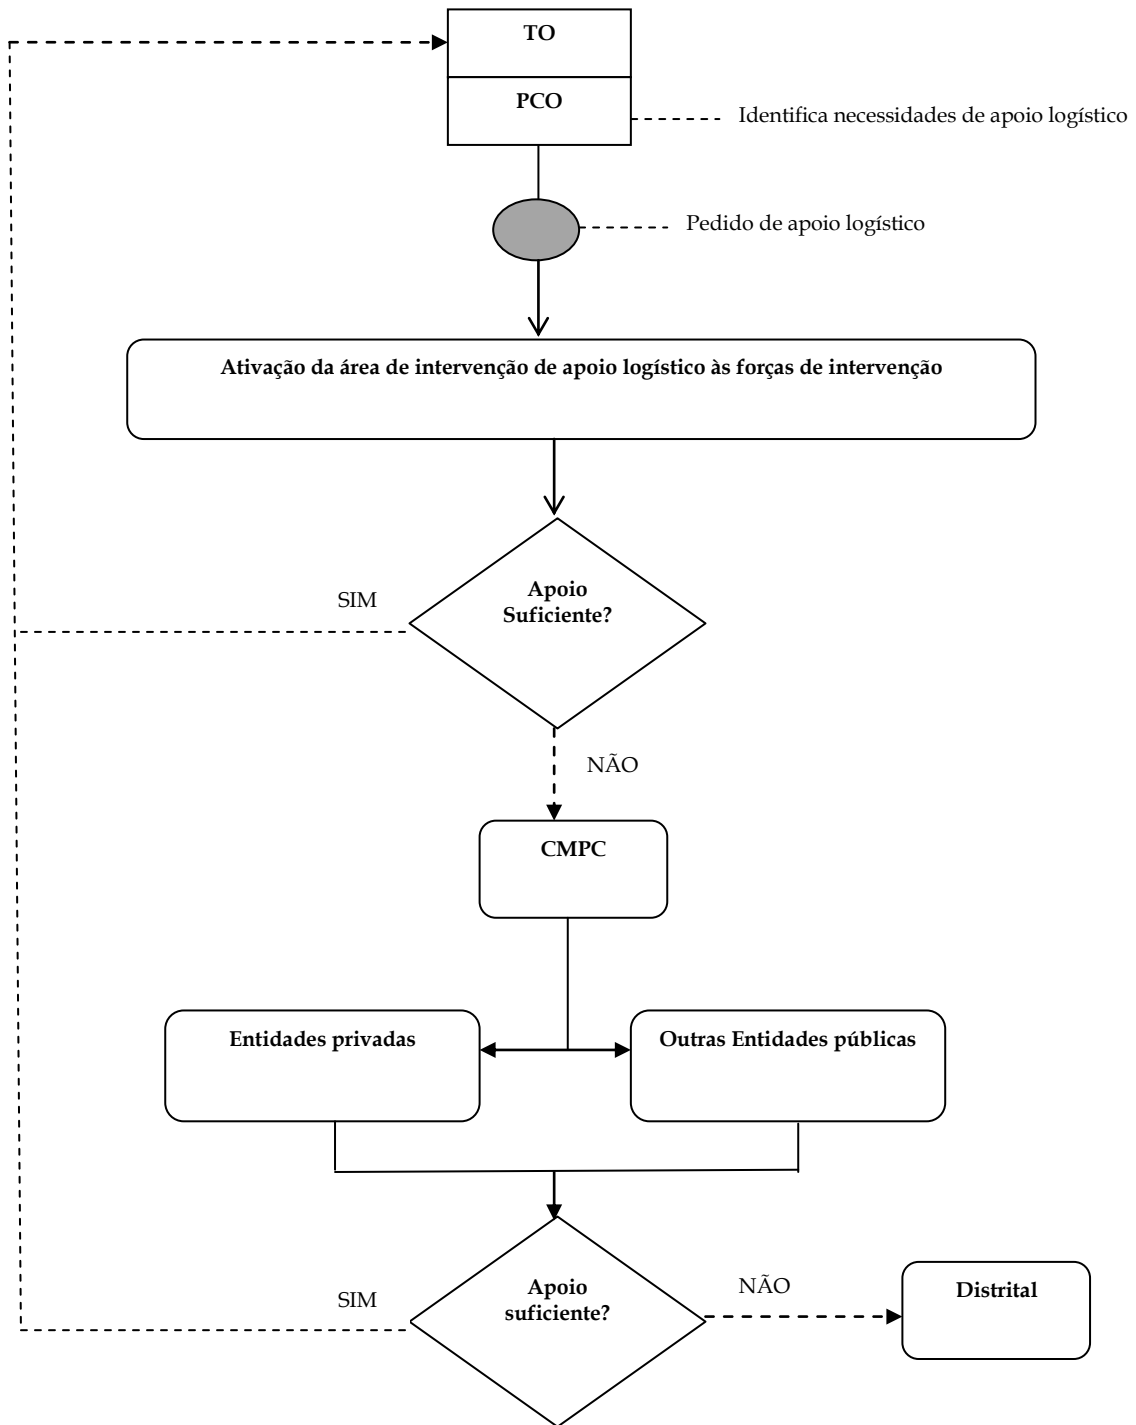 TO
PCO
Identifica necessidades de apoio logístico
Pedido de apoio logístico
Ativação da área de intervenção de apoio logístico às forças de intervenção
Apoio
Suficiente?
SIM
NÃO
CMPC
Entidades privadas
Outras Entidades públicas
Apoio
suficiente?
SIM
NÃO
Distrital